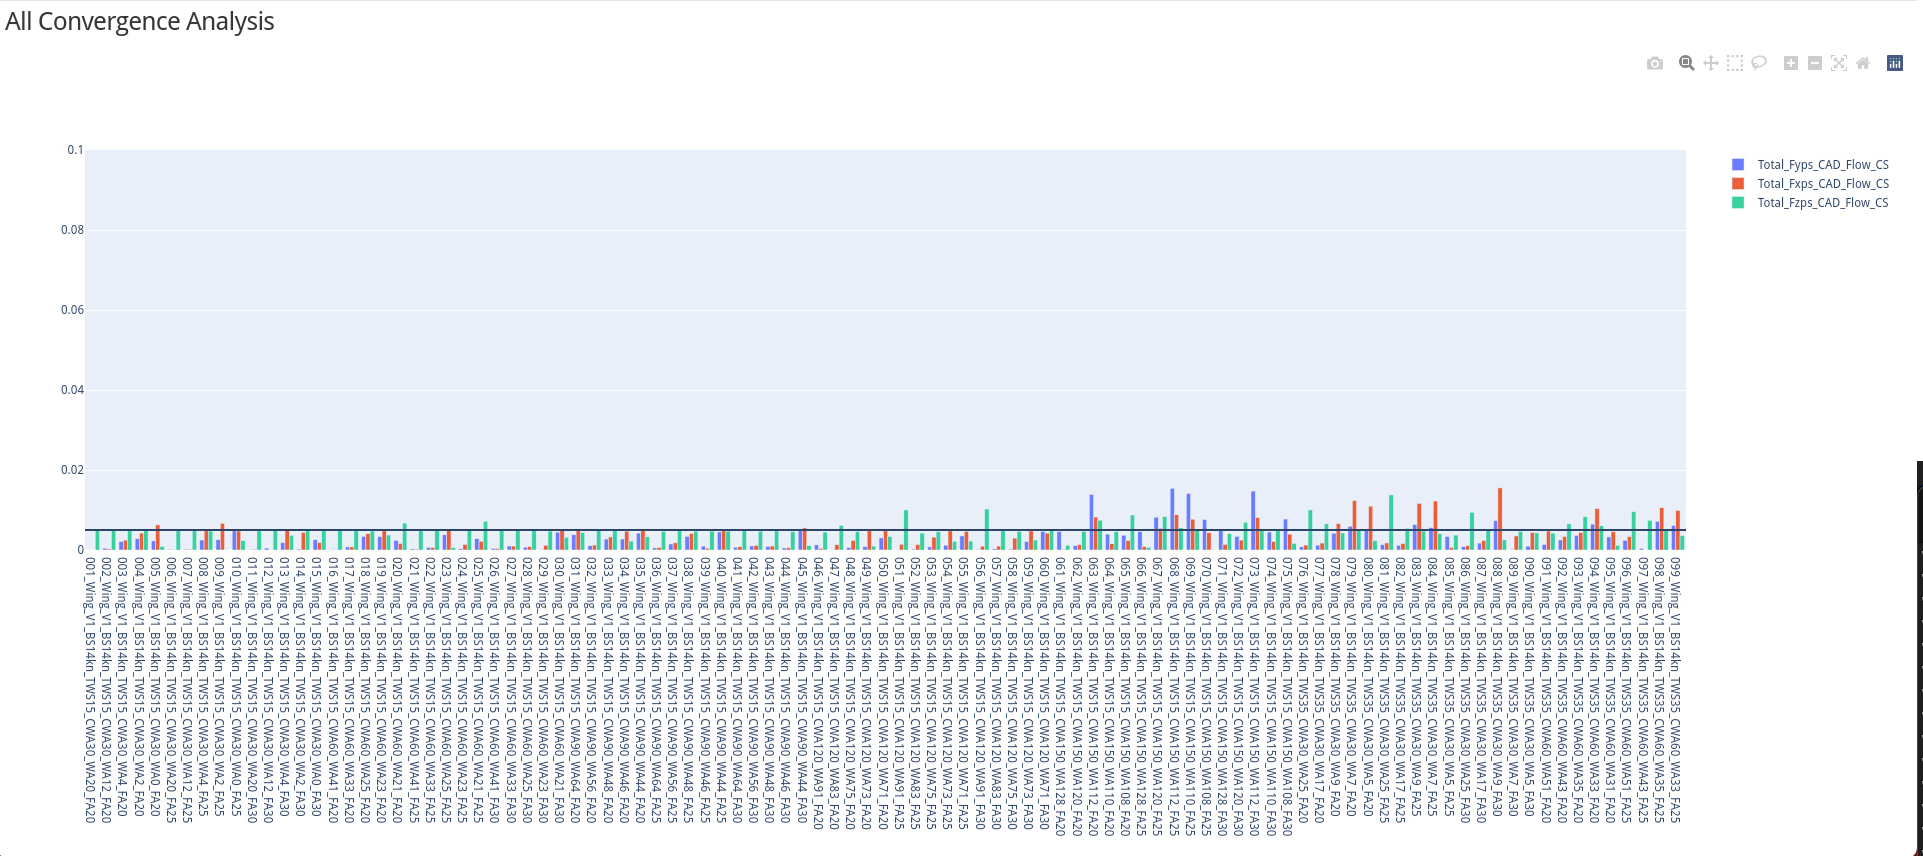 All Convergence Analysis
0.1
0.08
0.06
0.04
0.02
0
Total_Fyps_CAD_Flow_CS
Total_Fxps_CAD_Flow_CS
Total_Fzps_CAD_Flow_CS
001_Wing_V1_BS14kn_TWS15_CWA30_WA20_FA20
002_Wing_V1_BS14kn_TWS15_CWA30_WA12_FA20
003_Wing_V1_BS14kn_TWS15_CWA30_WA4_FA20
004_Wing_V1_BS14kn_TWS15_CWA30_WA2_FA20
005_Wing_V1_BS14kn_TWS15_CWA30_WA0_FA20
006_Wing_V1_BS14kn_TWS15_CWA30_WA20_FA25
007_Wing_V1_BS14kn_TWS15_CWA30_WA12_FA25
008_Wing_V1_BS14kn_TWS15_CWA30_WA4_FA25
009_Wing_V1_BS14kn_TWS15_CWA30_WA2_FA25
010_Wing_V1_BS14kn_TWS15_CWA30_WA0_FA25
011_Wing_V1_BS14kn_TWS15_CWA30_WA20_FA30
012_Wing_V1_BS14kn_TWS15_CWA30_WA12_FA30
013_Wing_V1_BS14kn_TWS15_CWA30_WA4_FA30
014_Wing_V1_BS14kn_TWS15_CWA30_WA2_FA30
015_Wing_V1_BS14kn_TWS15_CWA30_WA0_FA30
016_Wing_V1_BS14kn_TWS15_CWA60_WA41_FA20
017_Wing_V1_BS14kn_TWS15_CWA60_WA33_FA20
018_Wing_V1_BS14kn_TWS15_CWA60_WA25_FA20
019_Wing_V1_BS14kn_TWS15_CWA60_WA23_FA20
020_Wing_V1_BS14kn_TWS15_CWA60_WA21_FA20
021_Wing_V1_BS14kn_TWS15_CWA60_WA41_FA25
022_Wing_V1_BS14kn_TWS15_CWA60_WA33_FA25
023_Wing_V1_BS14kn_TWS15_CWA60_WA25_FA25
024_Wing_V1_BS14kn_TWS15_CWA60_WA23_FA25
025_Wing_V1_BS14kn_TWS15_CWA60_WA21_FA25
026_Wing_V1_BS14kn_TWS15_CWA60_WA41_FA30
027_Wing_V1_BS14kn_TWS15_CWA60_WA33_FA30
028_Wing_V1_BS14kn_TWS15_CWA60_WA25_FA30
029_Wing_V1_BS14kn_TWS15_CWA60_WA23_FA30
030_Wing_V1_BS14kn_TWS15_CWA60_WA21_FA30
031_Wing_V1_BS14kn_TWS15_CWA90_WA64_FA20
032_Wing_V1_BS14kn_TWS15_CWA90_WA56_FA20
033_Wing_V1_BS14kn_TWS15_CWA90_WA48_FA20
034_Wing_V1_BS14kn_TWS15_CWA90_WA46_FA20
035_Wing_V1_BS14kn_TWS15_CWA90_WA44_FA20
036_Wing_V1_BS14kn_TWS15_CWA90_WA64_FA25
037_Wing_V1_BS14kn_TWS15_CWA90_WA56_FA25
038_Wing_V1_BS14kn_TWS15_CWA90_WA48_FA25
039_Wing_V1_BS14kn_TWS15_CWA90_WA46_FA25
040_Wing_V1_BS14kn_TWS15_CWA90_WA44_FA25
041_Wing_V1_BS14kn_TWS15_CWA90_WA64_FA30
042_Wing_V1_BS14kn_TWS15_CWA90_WA56_FA30
043_Wing_V1_BS14kn_TWS15_CWA90_WA48_FA30
044_Wing_V1_BS14kn_TWS15_CWA90_WA46_FA30
045_Wing_V1_BS14kn_TWS15_CWA90_WA44_FA30
046_Wing_V1_BS14kn_TWS15_CWA120_WA91_FA20
047_Wing_V1_BS14kn_TWS15_CWA120_WA83_FA20
048_Wing_V1_BS14kn_TWS15_CWA120_WA75_FA20
049_Wing_V1_BS14kn_TWS15_CWA120_WA73_FA20
050_Wing_V1_BS14kn_TWS15_CWA120_WA71_FA20
051_Wing_V1_BS14kn_TWS15_CWA120_WA91_FA25
052_Wing_V1_BS14kn_TWS15_CWA120_WA83_FA25
053_Wing_V1_BS14kn_TWS15_CWA120_WA75_FA25
054_Wing_V1_BS14kn_TWS15_CWA120_WA73_FA25
055_Wing_V1_BS14kn_TWS15_CWA120_WA71_FA25
056_Wing_V1_BS14kn_TWS15_CWA120_WA91_FA30
057_Wing_V1_BS14kn_TWS15_CWA120_WA83_FA30
058_Wing_V1_BS14kn_TWS15_CWA120_WA75_FA30
059_Wing_V1_BS14kn_TWS15_CWA120_WA73_FA30
060_Wing_V1_BS14kn_TWS15_CWA120_WA71_FA30
061_Wing_V1_BS14kn_TWS15_CWA150_WA128_FA20
062_Wing_V1_BS14kn_TWS15_CWA150_WA120_FA20
063_Wing_V1_BS14kn_TWS15_CWA150_WA112_FA20
064_Wing_V1_BS14kn_TWS15_CWA150_WA110_FA20
065_Wing_V1_BS14kn_TWS15_CWA150_WA108_FA20
066_Wing_V1_BS14kn_TWS15_CWA150_WA128_FA25
067_Wing_V1_BS14kn_TWS15_CWA150_WA120_FA25
068_Wing_V1_BS14kn_TWS15_CWA150_WA112_FA25
069_Wing_V1_BS14kn_TWS15_CWA150_WA110_FA25
070_Wing_V1_BS14kn_TWS15_CWA150_WA108_FA25
071_Wing_V1_BS14kn_TWS15_CWA150_WA128_FA30
072_Wing_V1_BS14kn_TWS15_CWA150_WA120_FA30
073_Wing_V1_BS14kn_TWS15_CWA150_WA112_FA30
074_Wing_V1_BS14kn_TWS15_CWA150_WA110_FA30
075_Wing_V1_BS14kn_TWS15_CWA150_WA108_FA30
076_Wing_V1_BS14kn_TWS35_CWA30_WA25_FA20
077_Wing_V1_BS14kn_TWS35_CWA30_WA17_FA20
078_Wing_V1_BS14kn_TWS35_CWA30_WA9_FA20
079_Wing_V1_BS14kn_TWS35_CWA30_WA7_FA20
080_Wing_V1_BS14kn_TWS35_CWA30_WA5_FA20
081_Wing_V1_BS14kn_TWS35_CWA30_WA25_FA25
082_Wing_V1_BS14kn_TWS35_CWA30_WA17_FA25
083_Wing_V1_BS14kn_TWS35_CWA30_WA9_FA25
084_Wing_V1_BS14kn_TWS35_CWA30_WA7_FA25
085_Wing_V1_BS14kn_TWS35_CWA30_WA5_FA25
086_Wing_V1_BS14kn_TWS35_CWA30_WA25_FA30
087_Wing_V1_BS14kn_TWS35_CWA30_WA17_FA30
088_Wing_V1_BS14kn_TWS35_CWA30_WA9_FA30
089_Wing_V1_BS14kn_TWS35_CWA30_WA7_FA30
090_Wing_V1_BS14kn_TWS35_CWA30_WA5_FA30
091_Wing_V1_BS14kn_TWS35_CWA60_WA51_FA20
092_Wing_V1_BS14kn_TWS35_CWA60_WA43_FA20
093_Wing_V1_BS14kn_TWS35_CWA60_WA35_FA20
094_Wing_V1_BS14kn_TWS35_CWA60_WA33_FA20
095_Wing_V1_BS14kn_TWS35_CWA60_WA31_FA20
096_Wing_V1_BS14kn_TWS35_CWA60_WA51_FA25
097_Wing_V1_BS14kn_TWS35_CWA60_WA43_FA25
098_Wing_V1_BS14kn_TWS35_CWA60_WA35_FA25
099_Wing_V1_BS14kn_TWS35_CWA60_WA33_FA25